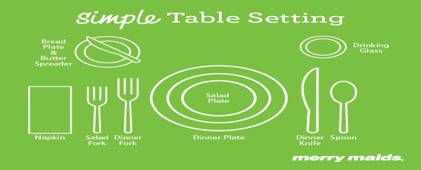 Simple Table Setting
Bread
Plate
&
Butter
Spreader
Drinking
Glass
Salad
Plate
Napkin
Salad
Fork
Dinner
Fork
Dinner Plate
Dinner
Knife
Spoon
merry maids.